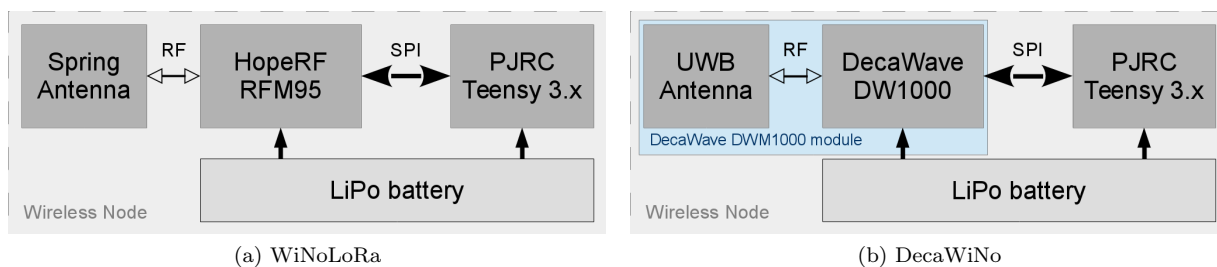 Spring
Antenna
RF
HopeRF
RFM95
SPI
PJRC
Teensy 3.x
LiPo battery
Wireless Node
(a) WiNoLoRa
UWB
Antenna
RF
DecaWave
DW1000
SPI
PJRC
Teensy 3.x
DecaWave DWM1000 module
LiPo battery
Wireless Node
(b) DecaWiNo